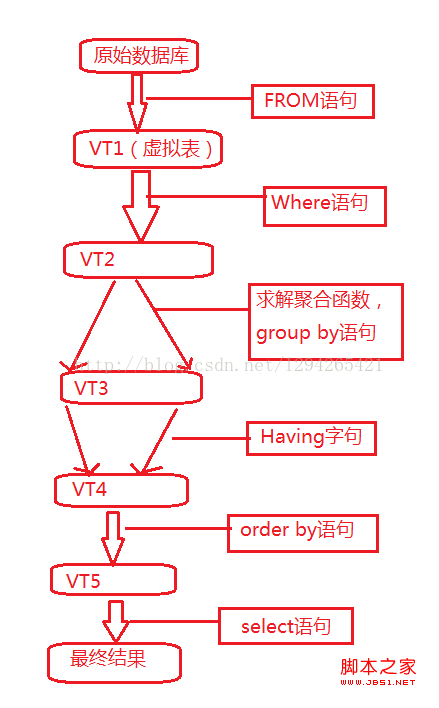 原始数据库
FROM语句
VT1（虚拟表）
Where语句
VT2
求解聚合函数，
group by语句
http://blog.csdn.net/1294265421
VT3
Having字句
VT4
order by语句
VT5
select语句
最终结果
脚本之家
www.JB51.NET